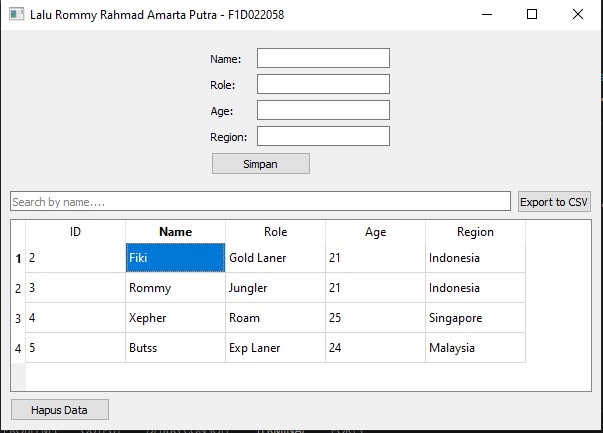 Lalu Rommy Rahmad Amarta Putra - F1D022058
Name:
Role:
Age:
Region:
Simpan
Search by name.... Export to CSV
ID Name Role Age Region
1 2 Fiki Gold Laner 21 Indonesia
2 3 Rommy Jungler 21 Indonesia
3 4 Xepher Roam 25 Singapore
4 5 Butss Exp Laner 24 Malaysia
Hapus Data